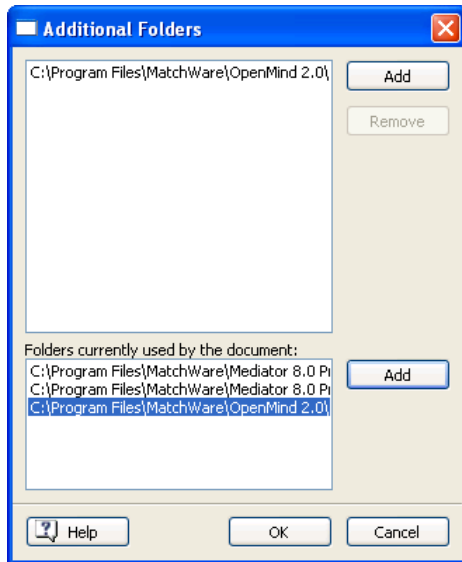 Additional Folders
C:\Program Files\MatchWare\OpenMind 2.0\
Add
Remove
Folders currently used by the document:
C:\Program Files\MatchWare\Mediator 8.0 Pr
C:\Program Files\MatchWare\Mediator 8.0 Pr
C:\Program Files\MatchWare\OpenMind 2.0\
Add
Help
OK
Cancel